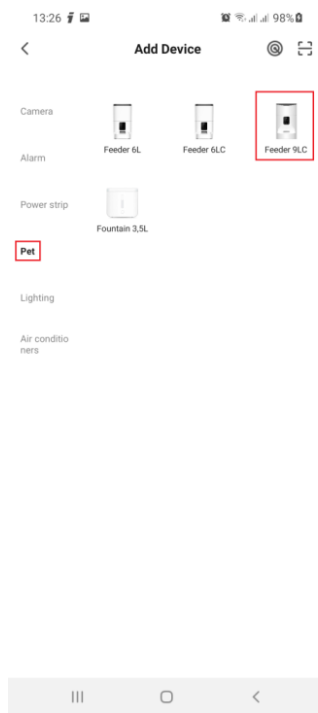 13:26 98%
Add Device
Camera
Alarm
Power strip
Pet
Lighting
Air conditio
ners
Feeder 6L Feeder 6LC Feeder 9LC
Fountain 3,5L